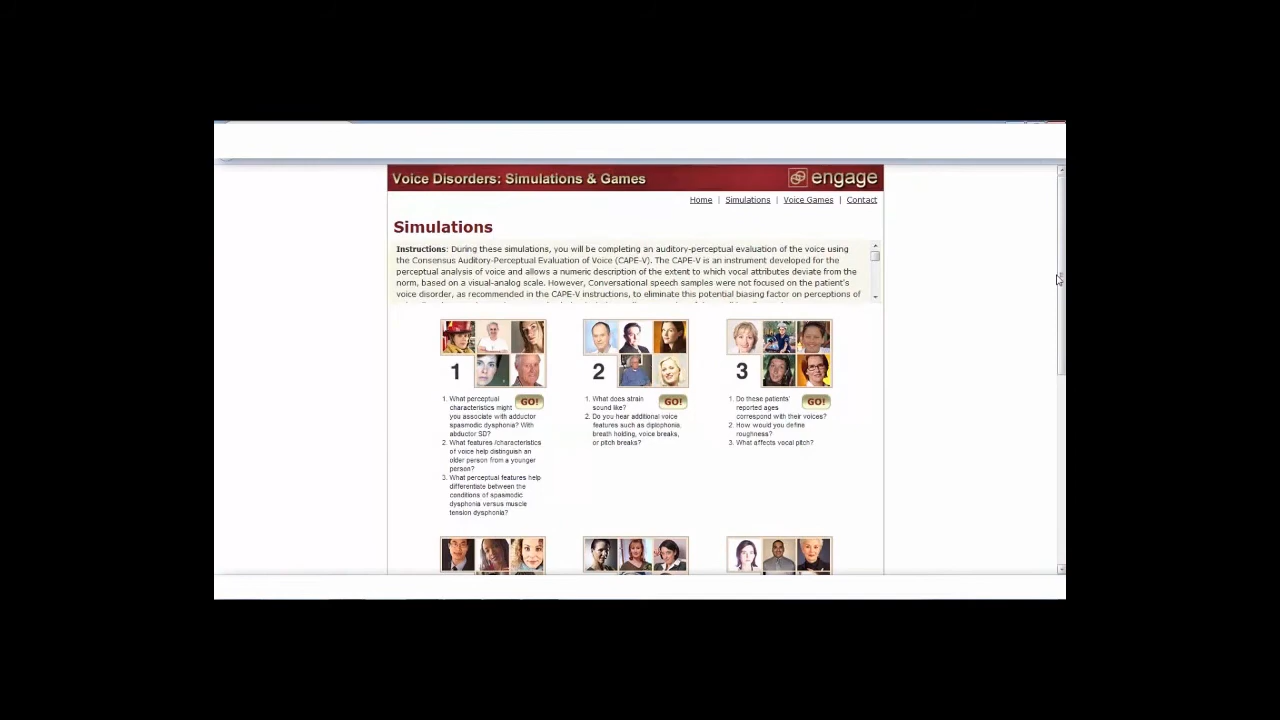 Voice Disorders: Simulations & Games
engage
Home | Simulations | Voice Games | Contact
Simulations
Instructions: During these simulations, you will be completing an auditory-perceptual evaluation of the voice using
the Consensus Auditory-Perceptual Evaluation of Voice (CAPE-V). The CAPE-V is an instrument developed for the
perceptual analysis of voice and allows a numeric description of the extent to which vocal attributes deviate from the
norm, based on a visual-analog scale. However, Conversational speech samples were not focused on the patient's
voice disorder, as recommended in the CAPE-V instructions, to eliminate this potential biasing factor on perceptions of
1
GO!
1. What perceptual
characteristics might
you associate with adductor
spasmodic dysphonia? With
abductor SD?
2. What features /characteristics
of voice help distinguish an
older person from a younger
person?
3. What perceptual features help
differentiate between the
conditions of spasmodic
dysphonia versus muscle
tension dysphonia?
2
GO!
1. What does strain
sound like?
2. Do you hear additional voice
features such as diplophonia,
breath holding, voice breaks,
or pitch breaks?
3
GO!
1. Do these patients'
reported ages
correspond with their voices?
2. How would you define
roughness?
3. What affects vocal pitch?